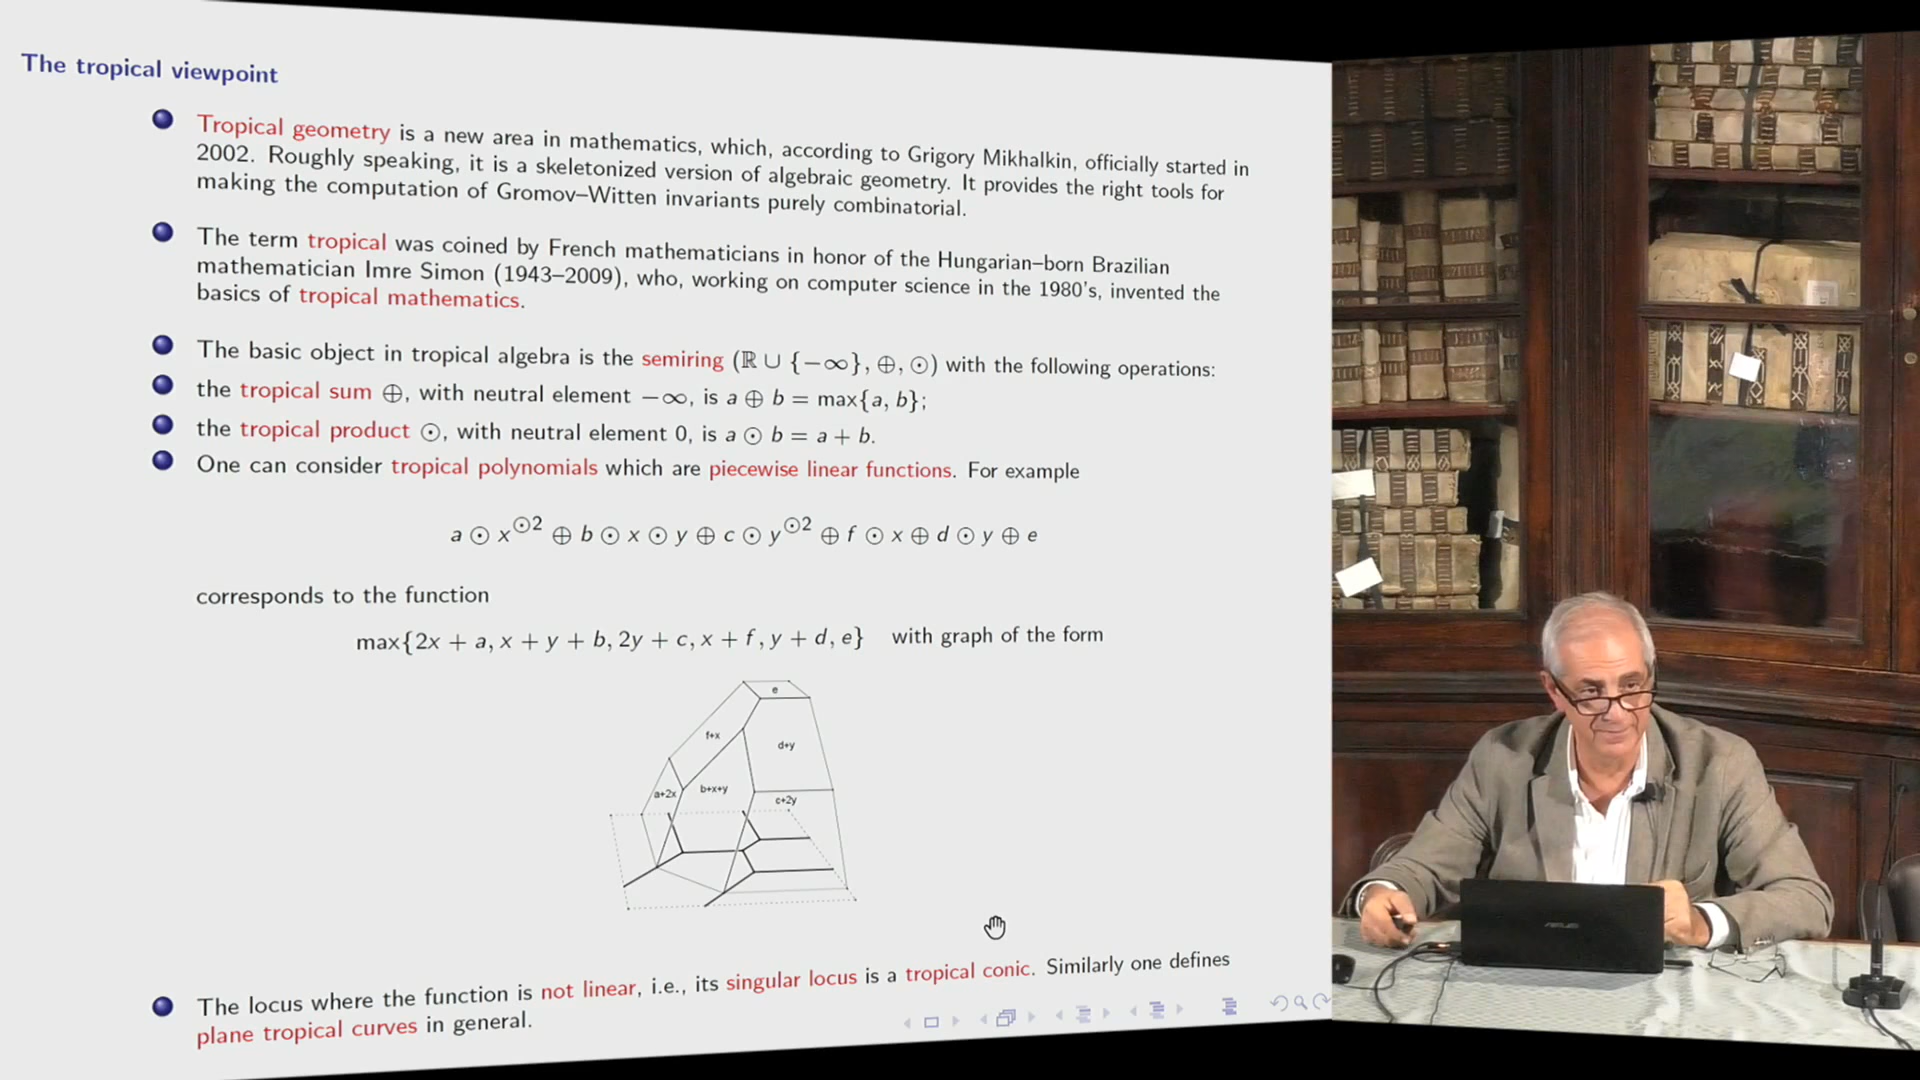 The tropical viewpoint
Tropical geometry is a new area in mathematics, which, according to Grigory Mikhalkin, officially started in
2002. Roughly speaking, it is a skeletonized version of algebraic geometry. It provides the right tools for
making the computation of Gromov–Witten invariants purely combinatorial.
The term tropical was coined by French mathematicians in honor of the Hungarian–born Brazilian
mathematician Imre Simon (1943–2009), who, working on computer science in the 1980's, invented the
basics of tropical mathematics.
The basic object in tropical algebra is the semiring (ℝ ∪ {−∞}, ⊕, ⊙) with the following operations:
the tropical sum ⊕, with neutral element −∞, is a ⊕ b = max{a, b};
the tropical product ⊙, with neutral element 0, is a ⊙ b = a + b.
One can consider tropical polynomials which are piecewise linear functions. For example
a ⊙ x^⊙2 ⊕ b ⊙ x ⊙ y ⊕ c ⊙ y^⊙2 ⊕ f ⊙ x ⊕ d ⊙ y ⊕ e
corresponds to the function
max{2x + a, x + y + b, 2y + c, x + f, y + d, e} with graph of the form
e
f+x
d+y
a+2x
b+x+y
c+2y
The locus where the function is not linear, i.e., its singular locus is a tropical conic. Similarly one defines
plane tropical curves in general.
ASUS